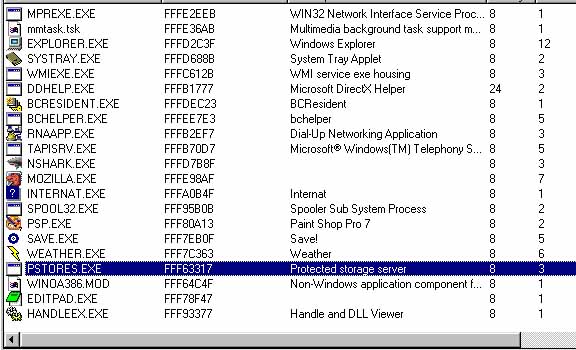 MPREXE.EXE FFFE2EEB WIN32 Network Interface Service Proc... 8 1
mmtask.tsk FFFE36AB Multimedia background task support m... 8 1
EXPLORER.EXE FFFD2C3F Windows Explorer 8 12
SYSTRAY.EXE FFFD688B System Tray Applet 8 2
WMIEXE.EXE FFFC612B WMI service exe housing 8 3
DDHELP.EXE FFFB1777 Microsoft DirectX Helper 24 2
BCRESIDENT.EXE FFFDEC23 BCResident 8 1
BCHELPER.EXE FFFEE7E3 bchelper 8 5
RNAAPP.EXE FFFB2EF7 Dial-Up Networking Application 8 3
TAPISRV.EXE FFFB70D7 Microsoft® Windows(TM) Telephony S... 8 5
NSHARK.EXE FFFD7B8F 8 3
MOZILLA.EXE FFFE98AF 8 7
INTERNAT.EXE FFFA0B4F Internat 8 1
SPOOL32.EXE FFF95B0B Spooler Sub System Process 8 2
PSP.EXE FFF80A13 Paint Shop Pro 7 8 2
SAVE.EXE FFF7EB0F Save! 8 5
WEATHER.EXE FFF7C363 Weather 8 6
PSTORES.EXE FFF63317 Protected storage server 8 3
WINOA386.MOD FFF64C4F Non-Windows application component f... 8 1
EDITPAD.EXE FFF78F47 8 1
HANDLEEX.EXE FFF93377 Handle and DLL Viewer 8 1